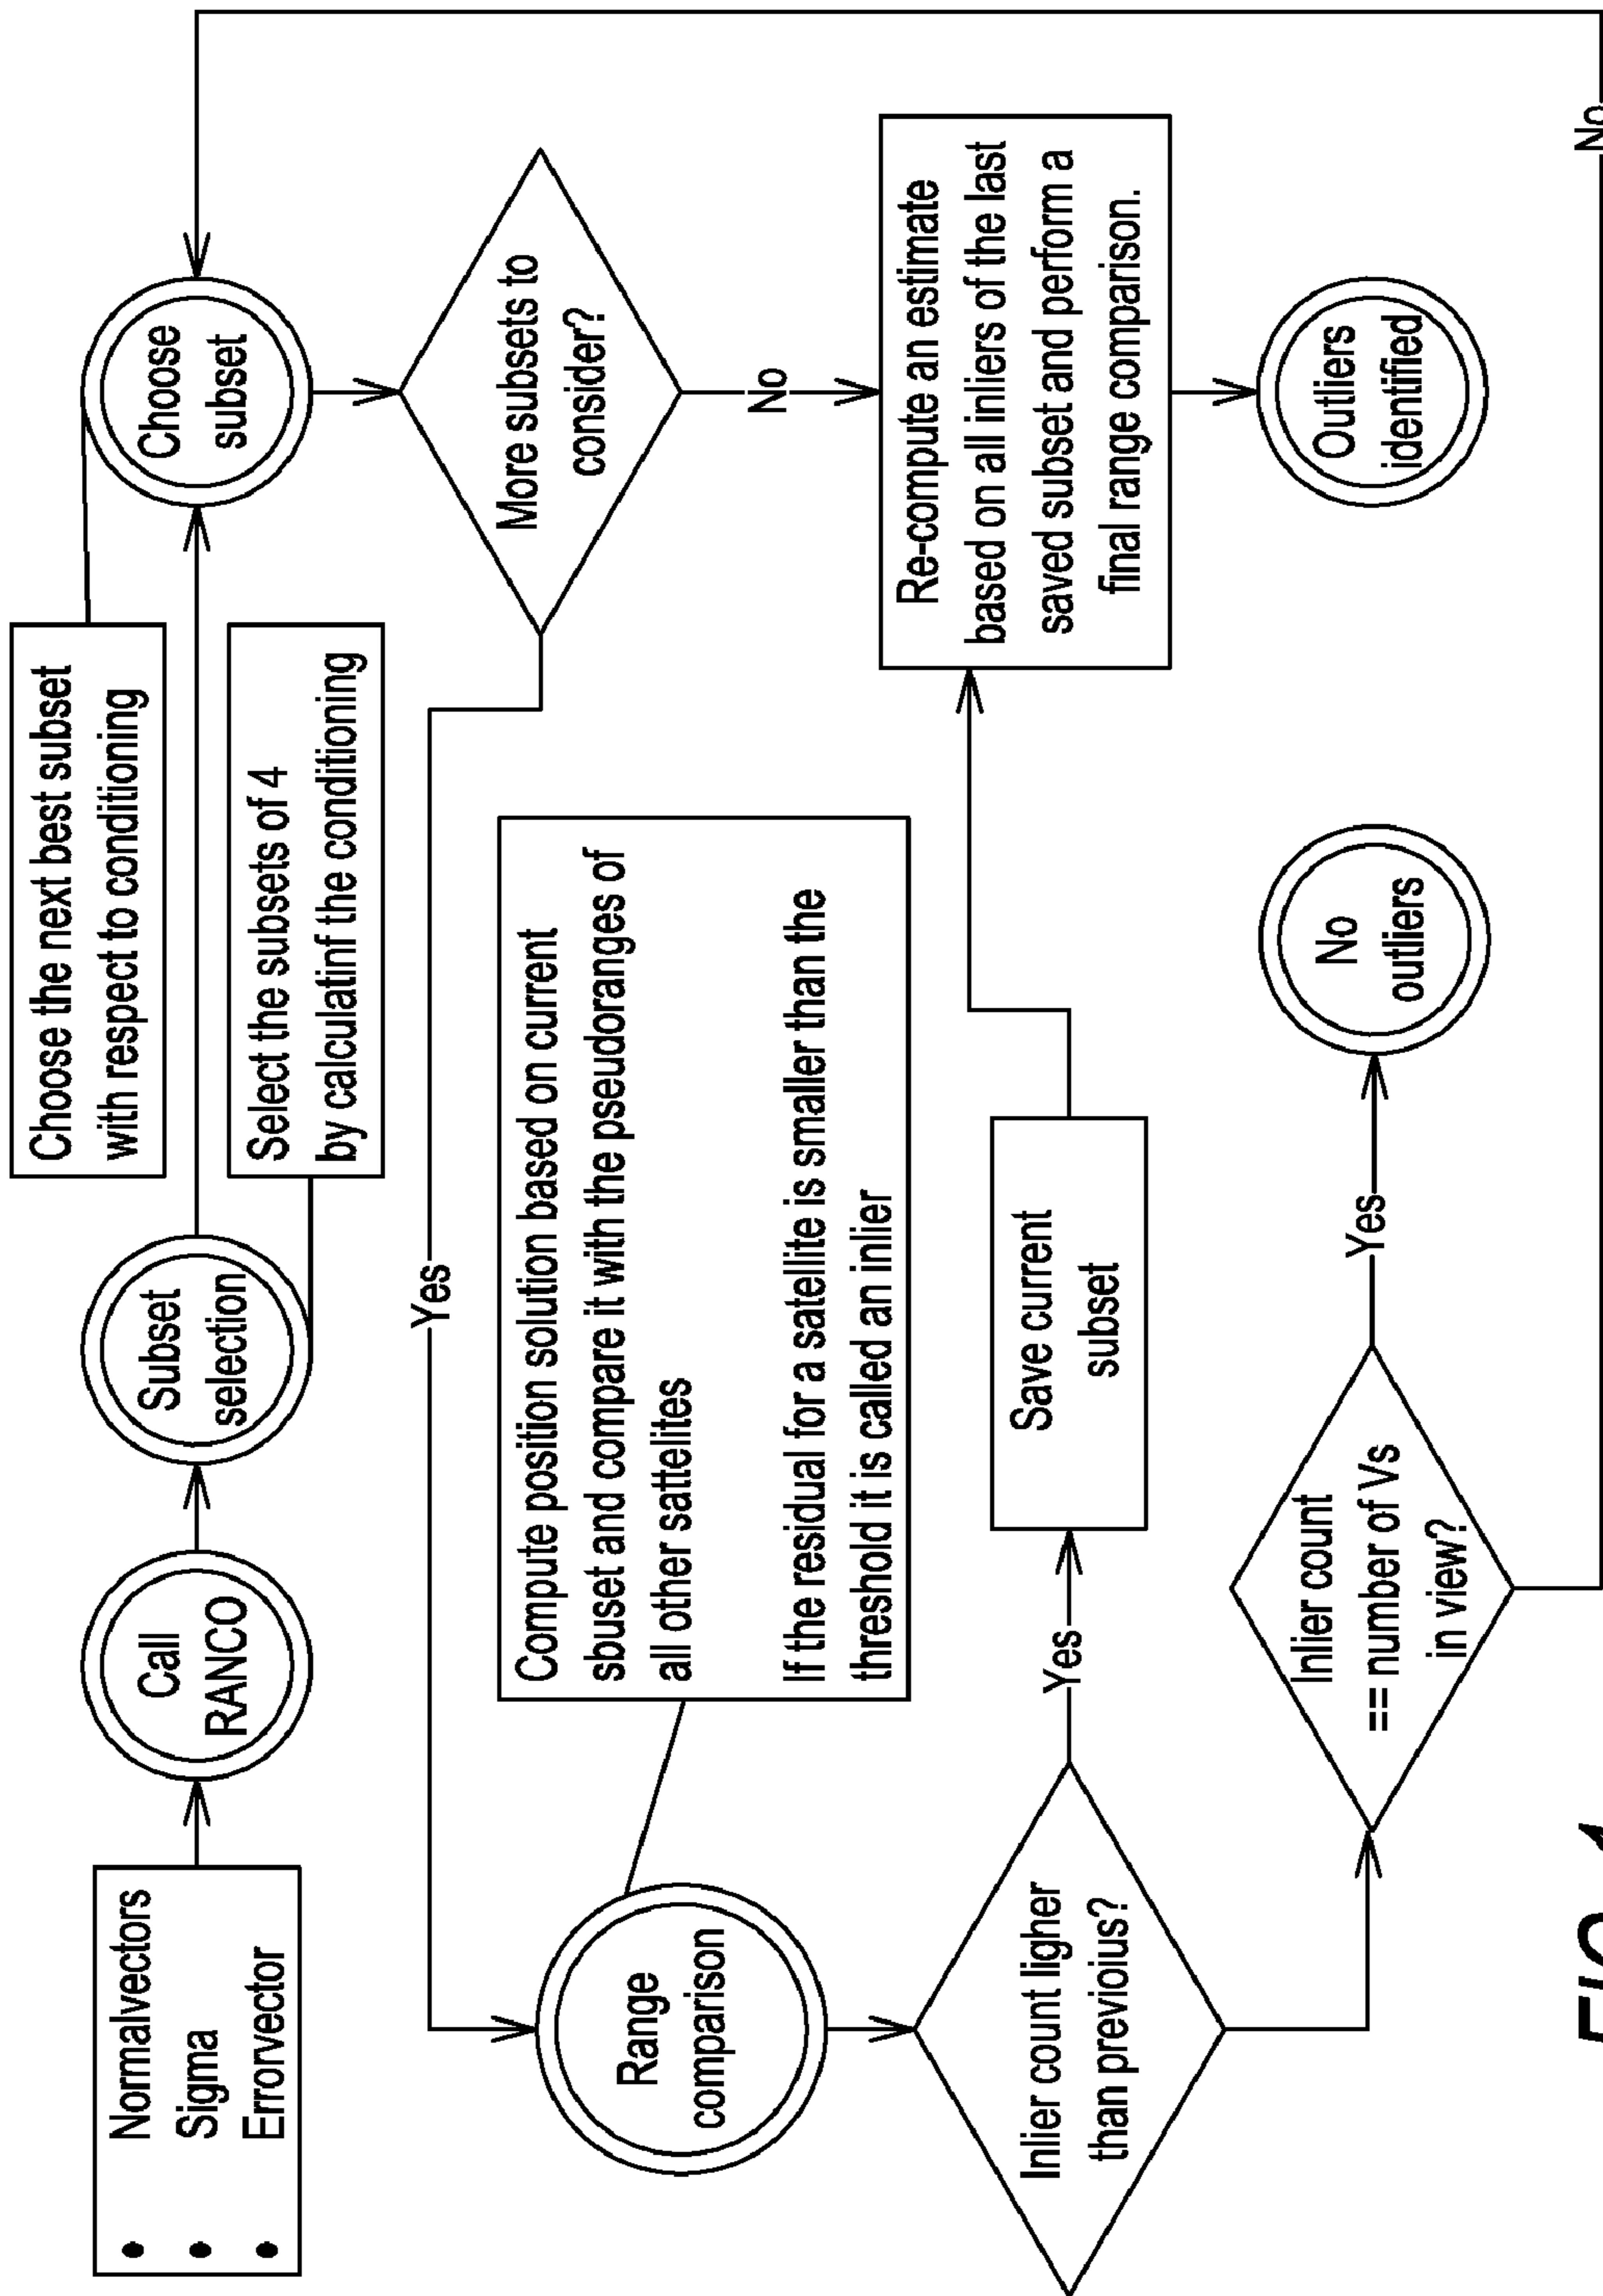 Normalvectors
Sigma
Errorvector
Call
RANCO
Subset
selection
Choose the next best subset
with respect to conditioning
Select the subsets of 4
by calculatinf the conditioning
Choose
subset
More subsets to
consider?
Yes
No
Range
comparison
Compute position solution based on current
sbuset and compare it with the pseudoranges of
all other sattelites
If the residual for a satellite is smaller than the
threshold it is called an inlier
Re-compute an estimate
based on all inliers of the last
saved subset and perform a
final range comparison.
Inlier count ligher
than previoius?
Yes
Save current
subset
Inlier count
== number of Vs
in view?
Yes
No
outliers
Outliers
identified
No
FIG. 1